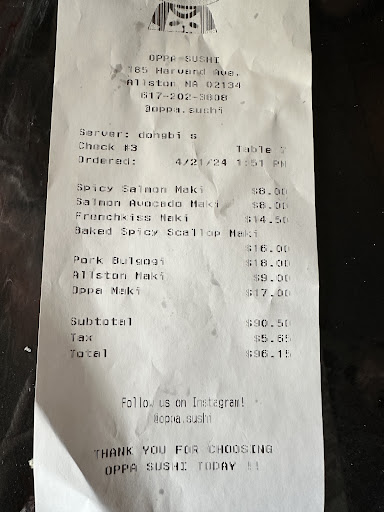 OPPA SUSHI
185 Harvard Ave.
Allston MA 02134
617-202-3808
@oppa.sushi
Server: dongbi s
Check #3 Table 7
Ordered: 4/21/24 1:51 PM
Spicy Salmon Maki $8.00
Salmon Avocado Maki $8.00
Frenchkiss Maki $14.50
Baked Spicy Scallop Maki
$16.00
Pork Bulgogi $18.00
Allston Maki $9.00
Oppa Maki $17.00
Subtotal $90.50
Tax $5.65
Total $96.15
Follow us on Instagram!
@oppa.sushi
THANK YOU FOR CHOOSING
OPPA SUSHI TODAY !!